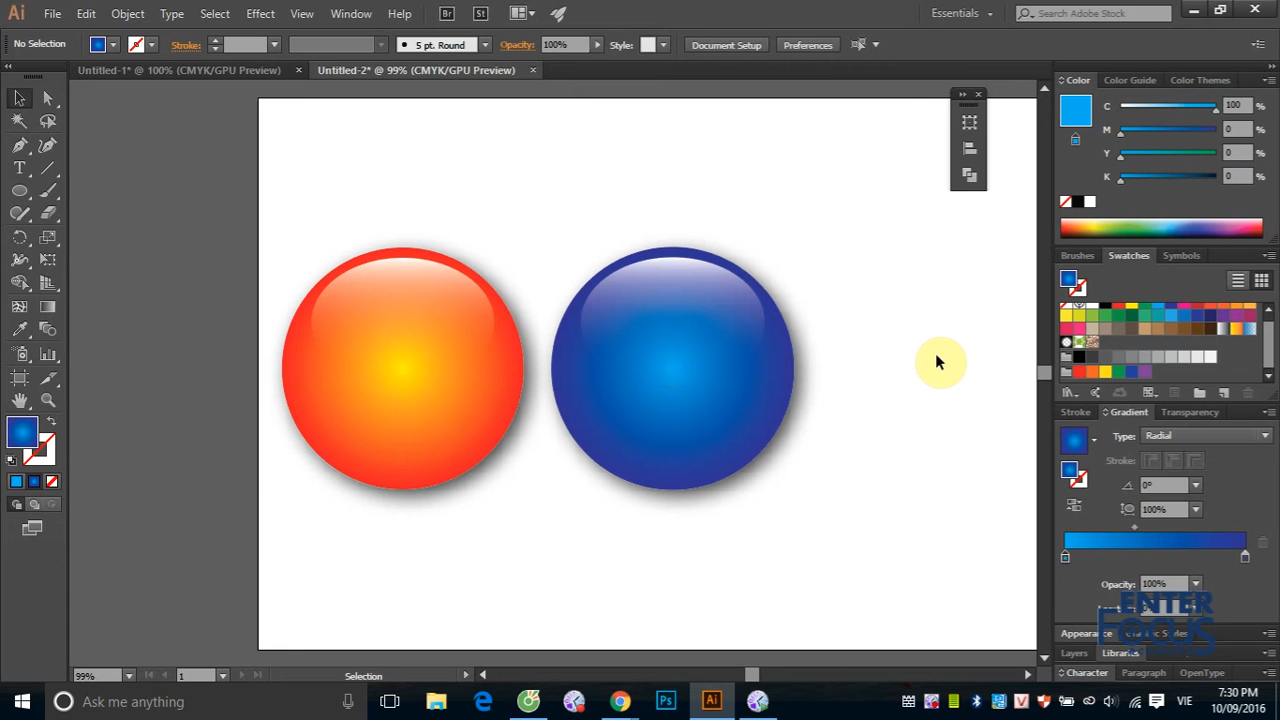 Ai File Edit Object Type Select Effect View Window Help Br St Essentials Search Adobe Stock
No Selection Stroke: 5 pt. Round Opacity: 100% Style: Document Setup Preferences
Untitled-1* @ 100% (CMYK/GPU Preview) × Untitled-2* @ 99% (CMYK/GPU Preview) ×
Color Color Guide Color Themes
C 100 %
M 0 %
Y 0 %
K 0 %
Brushes Swatches Symbols
Stroke Gradient Transparency
Type: Radial
Stroke:
0°
100%
Opacity: 100%
ENTER
FOCUS
Appearance Graphic Styles
Layers Libraries
Character Paragraph OpenType
99% 1
Ask me anything Ps Ai VIE 7:30 PM
10/09/2016